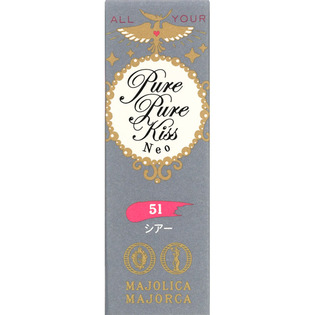 ALL YOUR
Pure
Pure
Kiss
Neo
51
シアー
MAJOLICA
MAJORCA